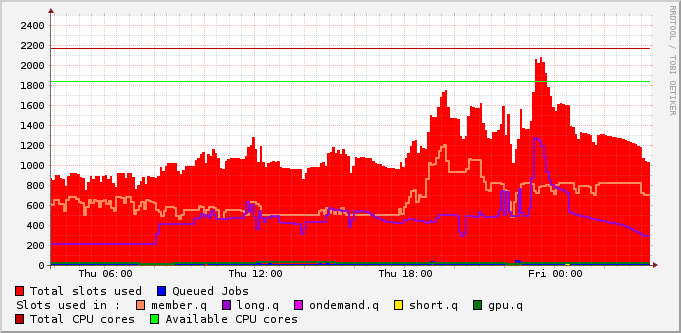 2400
2200
2000
1800
1600
1400
1200
1000
800
600
400
200
0
Thu 06:00 Thu 12:00 Thu 18:00 Fri 00:00
RRDTOOL / TOBI OETIKER
Total slots used Queued Jobs
Slots used in : member.q long.q ondemand.q short.q gpu.q
Total CPU cores Available CPU cores